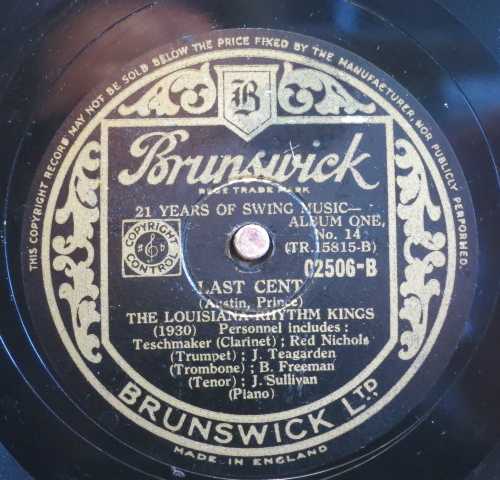 THIS COPYRIGHT RECORD MAY NOT BE SOLD BELOW THE PRICE FIXED BY THE MANUFACTURER, NOR PUBLICLY PERFORMED.
B
Brunswick
REGD TRADE MARK
21 YEARS OF SWING MUSIC—
ALBUM ONE,
No. 14
(TR.15815-B)
COPYRIGHT
CONTROL
02506-B
LAST CENT
(Austin, Prince)
THE LOUISIANA RHYTHM KINGS
(1930) Personnel includes :
Teschmaker (Clarinet) ; Red Nichols
(Trumpet) ; J. Teagarden
(Trombone) ; B. Freeman
(Tenor) ; J. Sullivan
(Piano)
BRUNSWICK LTD.
MADE IN ENGLAND